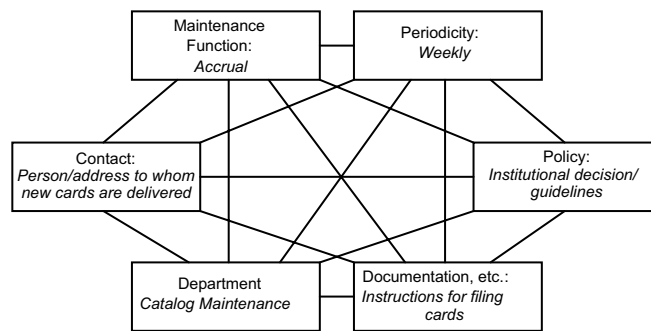 Maintenance
Function:
Accrual
Periodicity:
Weekly
Contact:
Person/address to whom
new cards are delivered
Policy:
Institutional decision/
guidelines
Department
Catalog Maintenance
Documentation, etc.:
Instructions for filing
cards